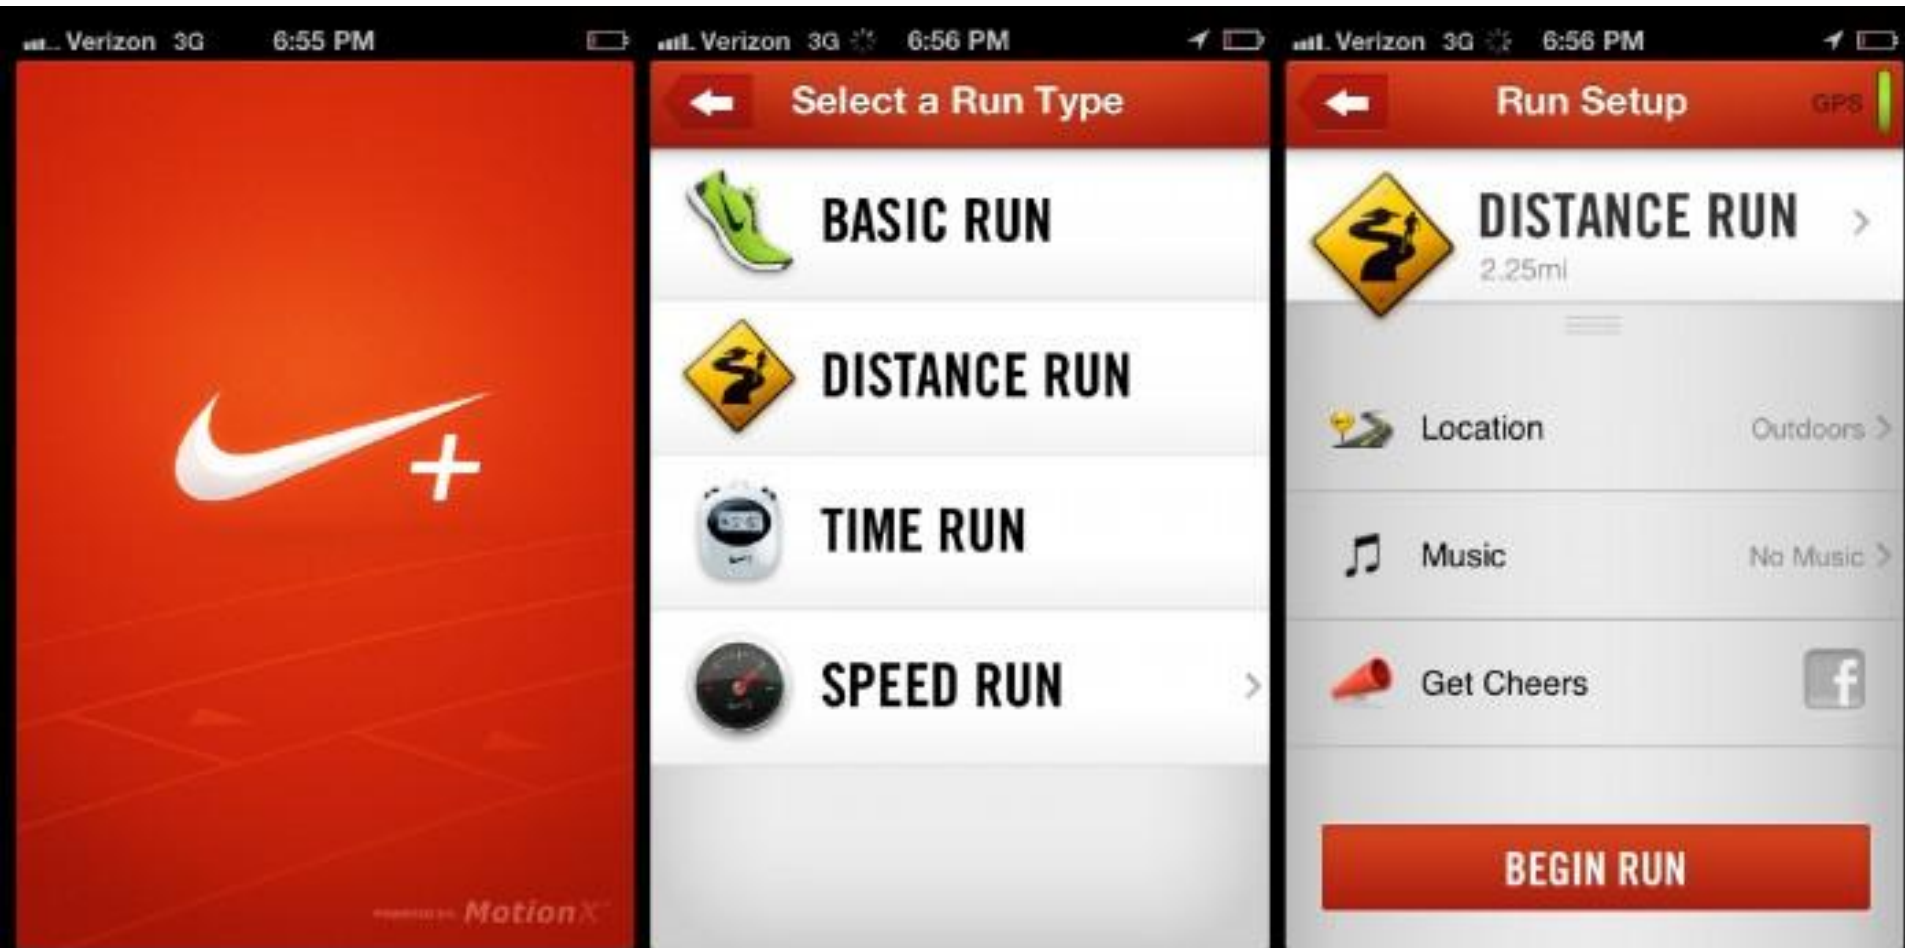 Verizon 3G 6:55 PM
+
POWERED BY MotionX
Verizon 3G 6:56 PM
Select a Run Type
BASIC RUN
DISTANCE RUN
TIME RUN
SPEED RUN
Verizon 3G 6:56 PM
Run Setup GPS
DISTANCE RUN
2.25mi
Location Outdoors
Music No Music
Get Cheers f
BEGIN RUN